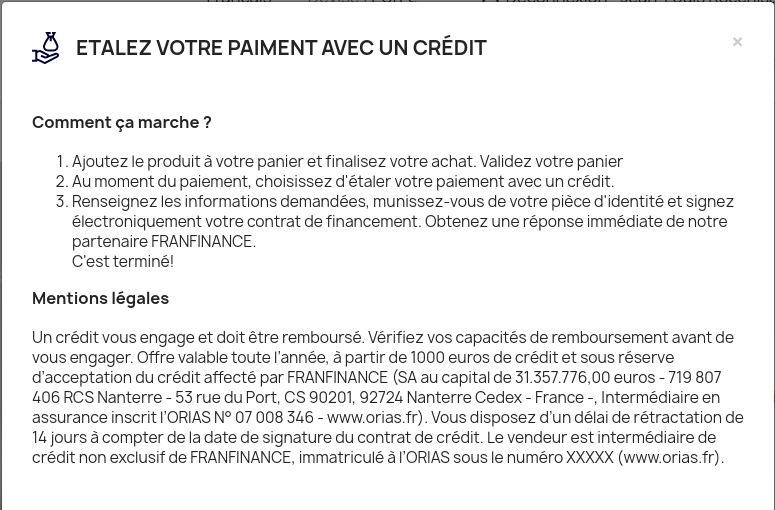 ETALEZ VOTRE PAIMENT AVEC UN CRÉDIT
×
Comment ça marche ?
1. Ajoutez le produit à votre panier et finalisez votre achat. Validez votre panier
2. Au moment du paiement, choisissez d'étaler votre paiement avec un crédit.
3. Renseignez les informations demandées, munissez-vous de votre pièce d'identité et signez
électroniquement votre contrat de financement. Obtenez une réponse immédiate de notre
partenaire FRANFINANCE.
C'est terminé!
Mentions légales
Un crédit vous engage et doit être remboursé. Vérifiez vos capacités de remboursement avant de
vous engager. Offre valable toute l’année, à partir de 1000 euros de crédit et sous réserve
d’acceptation du crédit affecté par FRANFINANCE (SA au capital de 31.357.776,00 euros - 719 807
406 RCS Nanterre - 53 rue du Port, CS 90201, 92724 Nanterre Cedex - France -, Intermédiaire en
assurance inscrit l’ORIAS N° 07 008 346 - www.orias.fr). Vous disposez d’un délai de rétractation de
14 jours à compter de la date de signature du contrat de crédit. Le vendeur est intermédiaire de
crédit non exclusif de FRANFINANCE, immatriculé à l’ORIAS sous le numéro XXXXX (www.orias.fr).